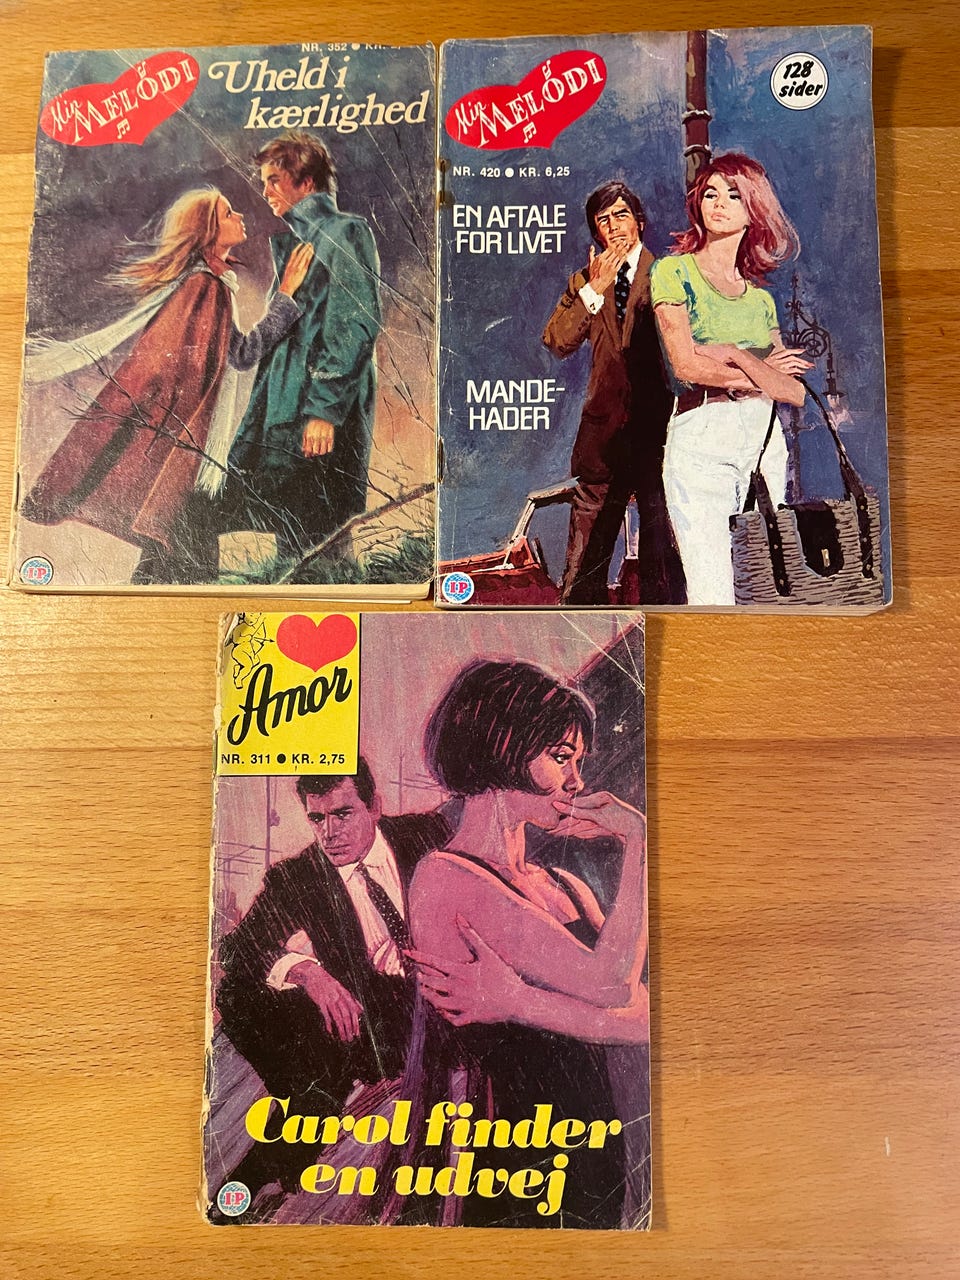 NR. 352 ● KR.
Min
MELODI
Uheld i
kærlighed
I·P
Min
MELODI
128
sider
NR. 420 ● KR. 6,25
EN AFTALE
FOR LIVET
MANDE-
HADER
I·P
Amor
NR. 311 ● KR. 2,75
Carol finder
en udvej
I·P